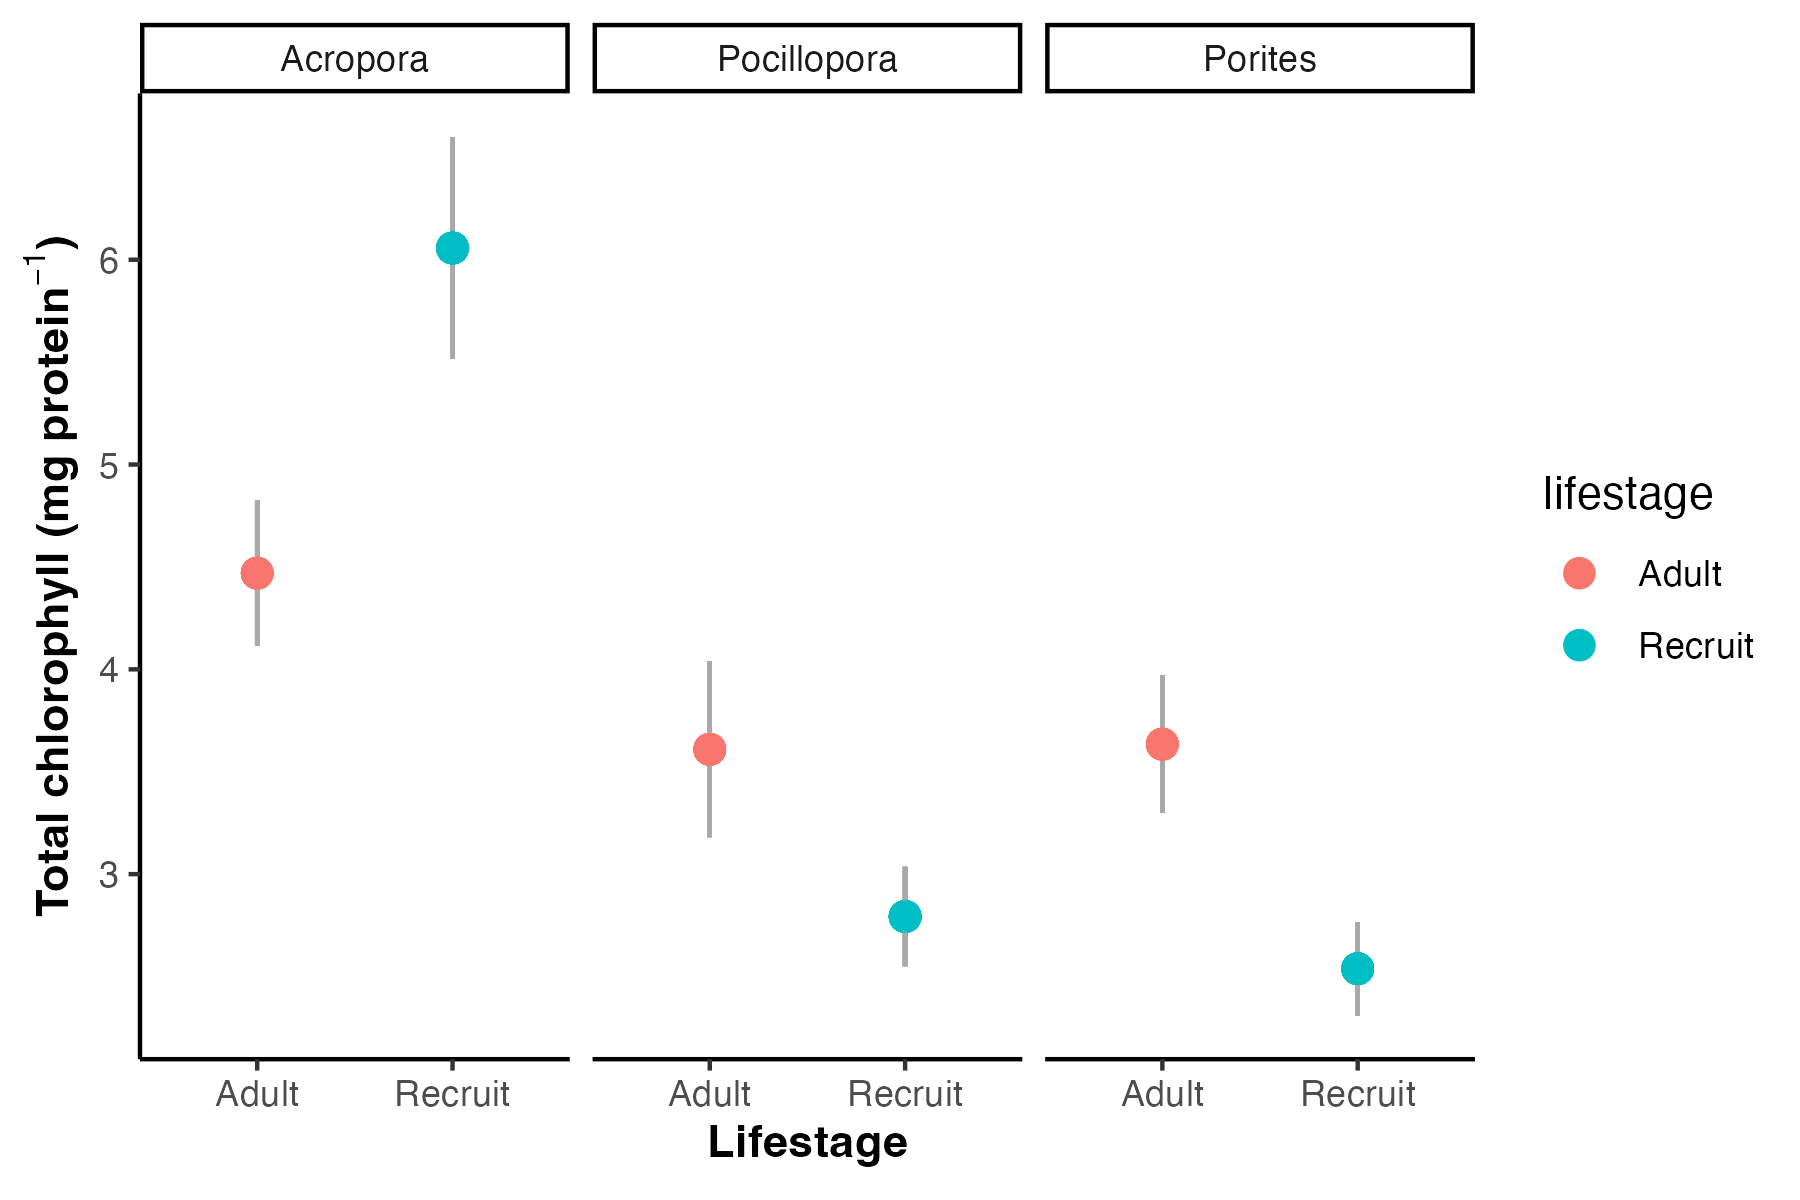 Acropora Pocillopora Porites
Total chlorophyll (mg protein⁻¹)
6
5
4
3
Adult Recruit Adult Recruit Adult Recruit
Lifestage
lifestage
Adult
Recruit